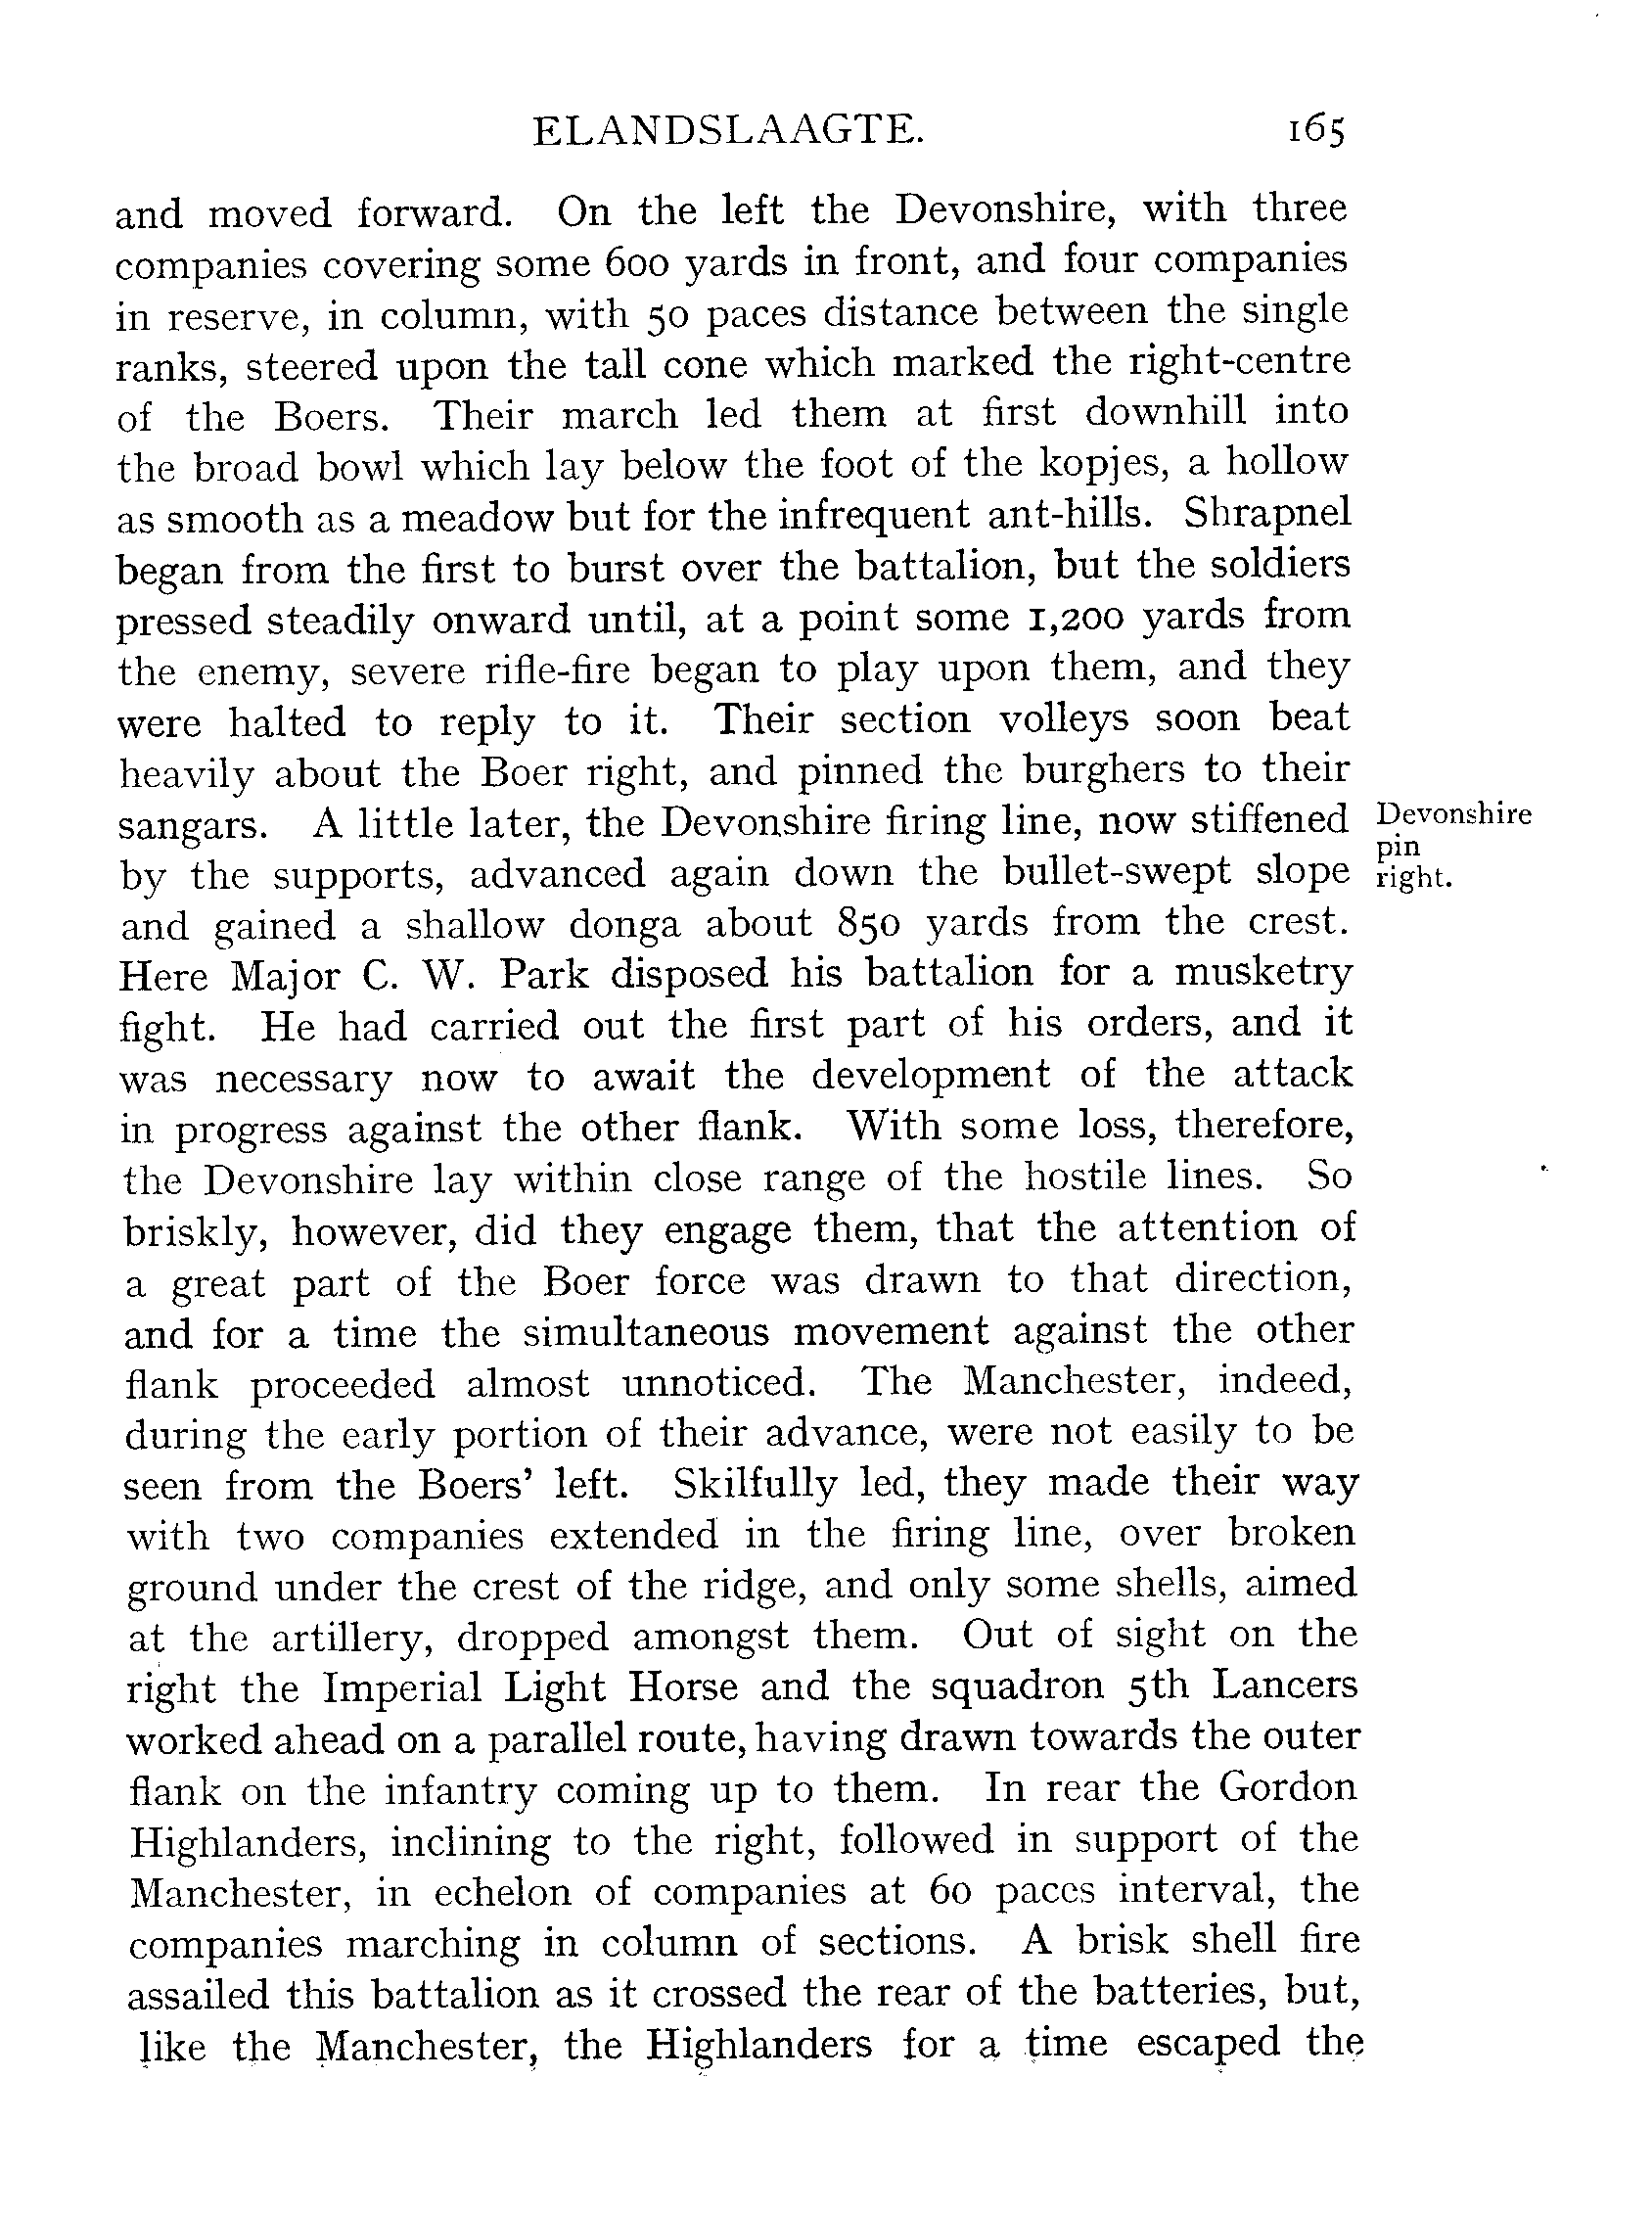 ELANDSLAAGTE. 165
and moved forward. On the left the Devonshire, with three
companies covering some 600 yards in front, and four companies
in reserve, in column, with 50 paces distance between the single
ranks, steered upon the tall cone which marked the right-centre
of the Boers. Their march led them at first downhill into
the broad bowl which lay below the foot of the kopjes, a hollow
as smooth as a meadow but for the infrequent ant-hills. Shrapnel
began from the first to burst over the battalion, but the soldiers
pressed steadily onward until, at a point some 1,200 yards from
the enemy, severe rifle-fire began to play upon them, and they
were halted to reply to it. Their section volleys soon beat
heavily about the Boer right, and pinned the burghers to their
sangars. A little later, the Devonshire firing line, now stiffened
by the supports, advanced again down the bullet-swept slope
and gained a shallow donga about 850 yards from the crest.
Here Major C. W. Park disposed his battalion for a musketry
fight. He had carried out the first part of his orders, and it
was necessary now to await the development of the attack
in progress against the other flank. With some loss, therefore,
the Devonshire lay within close range of the hostile lines. So
briskly, however, did they engage them, that the attention of
a great part of the Boer force was drawn to that direction,
and for a time the simultaneous movement against the other
flank proceeded almost unnoticed. The Manchester, indeed,
during the early portion of their advance, were not easily to be
seen from the Boers' left. Skilfully led, they made their way
with two companies extended in the firing line, over broken
ground under the crest of the ridge, and only some shells, aimed
at the artillery, dropped amongst them. Out of sight on the
right the Imperial Light Horse and the squadron 5th Lancers
worked ahead on a parallel route, having drawn towards the outer
flank on the infantry coming up to them. In rear the Gordon
Highlanders, inclining to the right, followed in support of the
Manchester, in echelon of companies at 60 paces interval, the
companies marching in column of sections. A brisk shell fire
assailed this battalion as it crossed the rear of the batteries, but,
like the Manchester, the Highlanders for a time escaped the
Devonshire
pin
right.